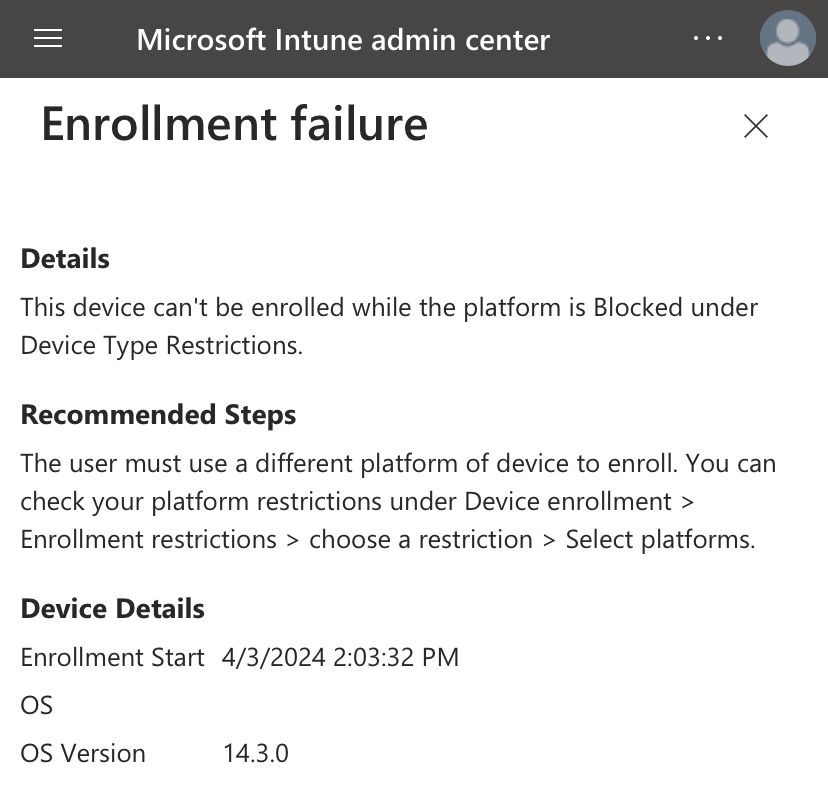 Microsoft Intune admin center
Enrollment failure
Details
This device can't be enrolled while the platform is Blocked under
Device Type Restrictions.
Recommended Steps
The user must use a different platform of device to enroll. You can
check your platform restrictions under Device enrollment >
Enrollment restrictions > choose a restriction > Select platforms.
Device Details
Enrollment Start 4/3/2024 2:03:32 PM
OS
OS Version 14.3.0